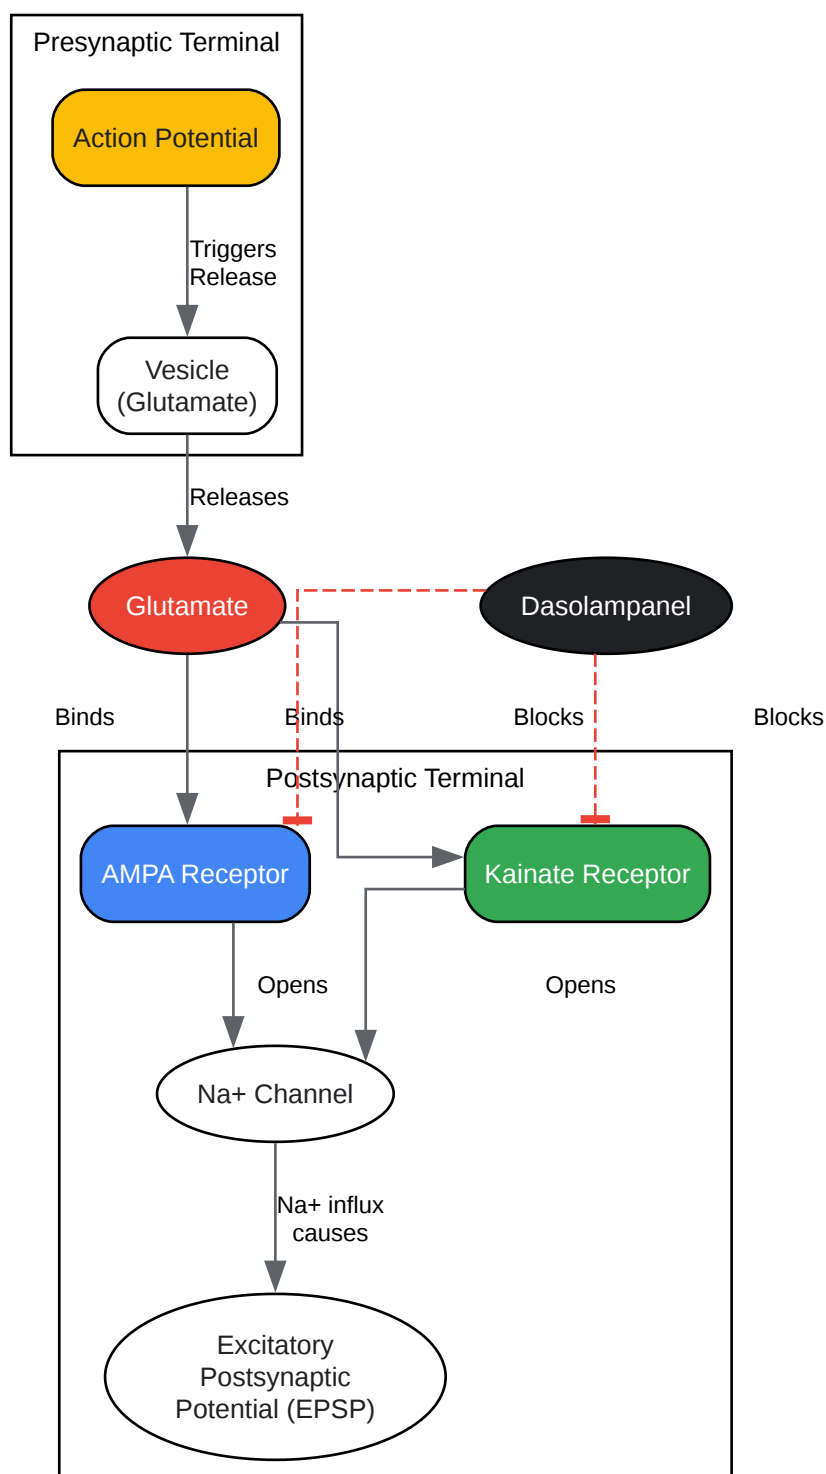 Presynaptic Terminal
Action Potential
Triggers
Release
Vesicle
(Glutamate)
Releases
Glutamate
Dasolampanel
Binds
Binds
Blocks
Blocks
Postsynaptic Terminal
AMPA Receptor
Kainate Receptor
Opens
Opens
Na+ Channel
Na+ influx
causes
Excitatory
Postsynaptic
Potential (EPSP)